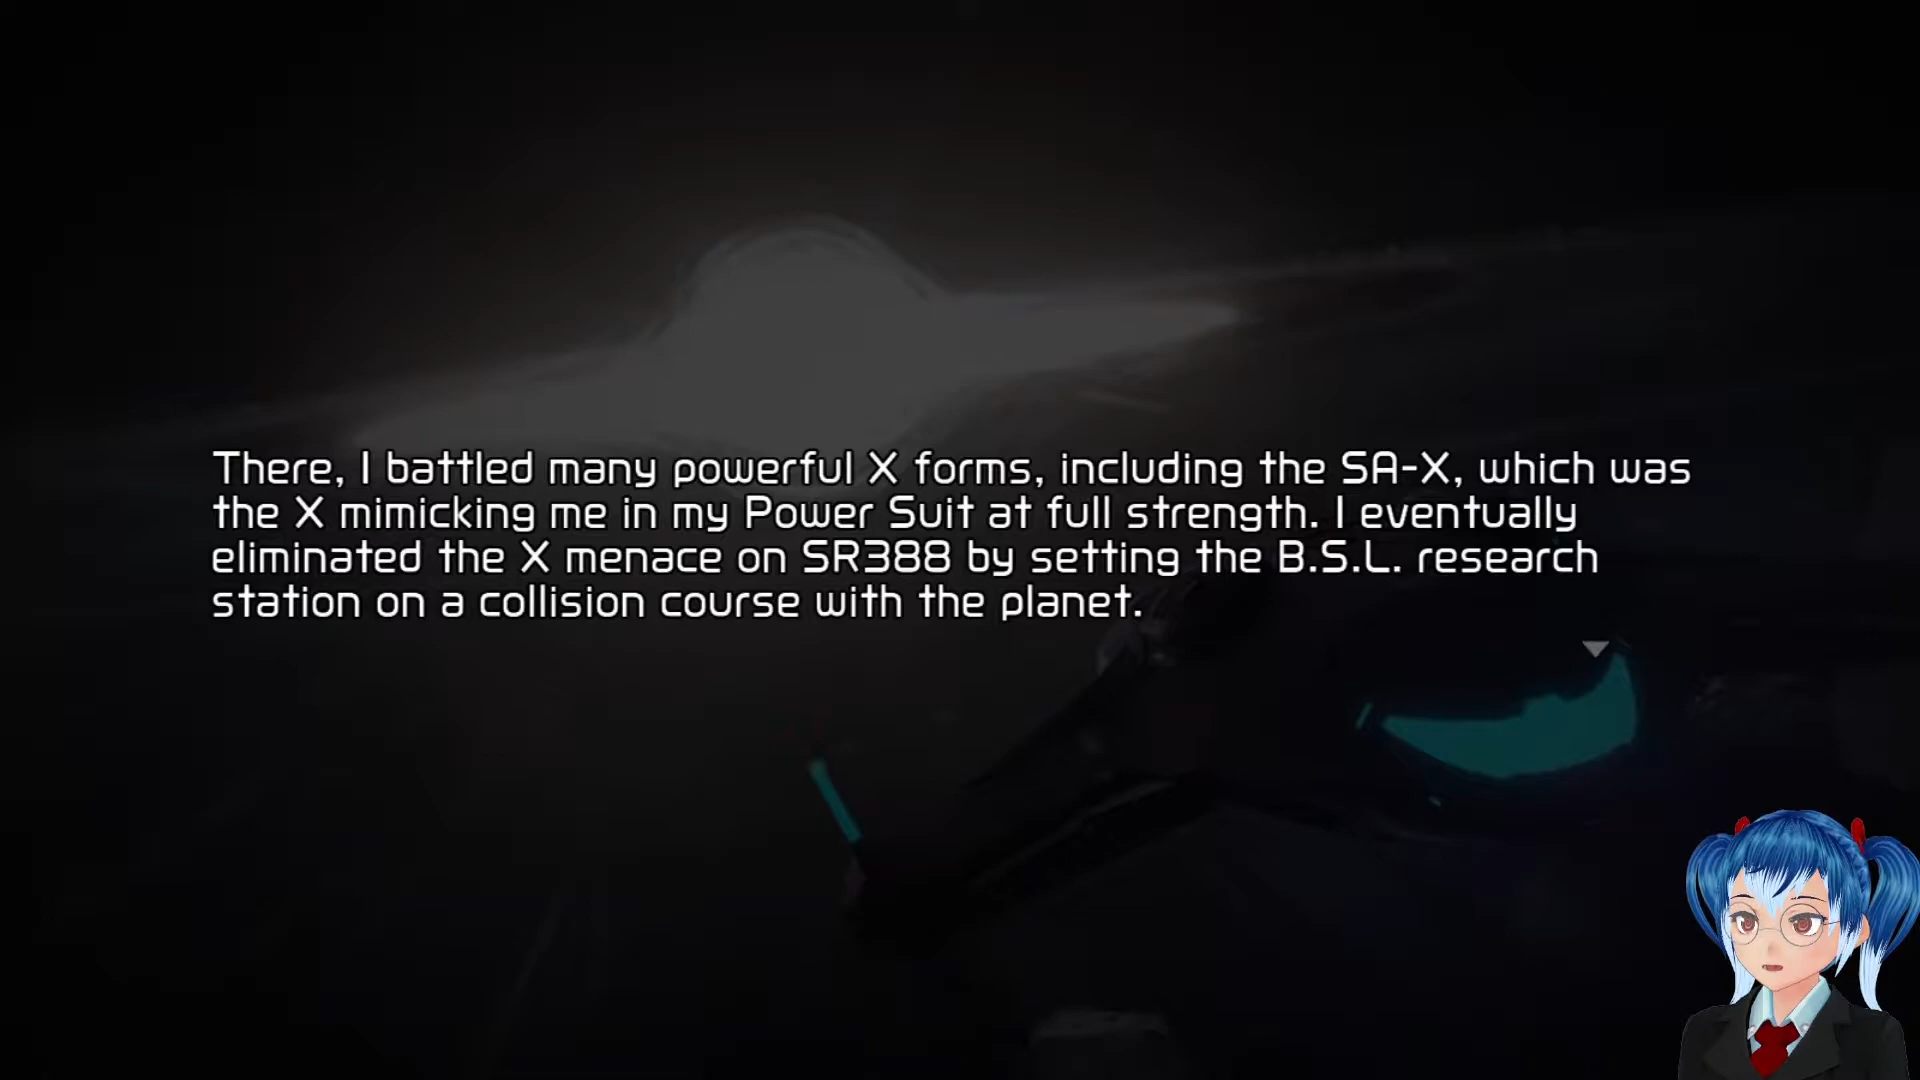 There, I battled many powerful X forms, including the SA-X, which was
the X mimicking me in my Power Suit at full strength. I eventually
eliminated the X menace on SR388 by setting the B.S.L. research
station on a collision course with the planet.